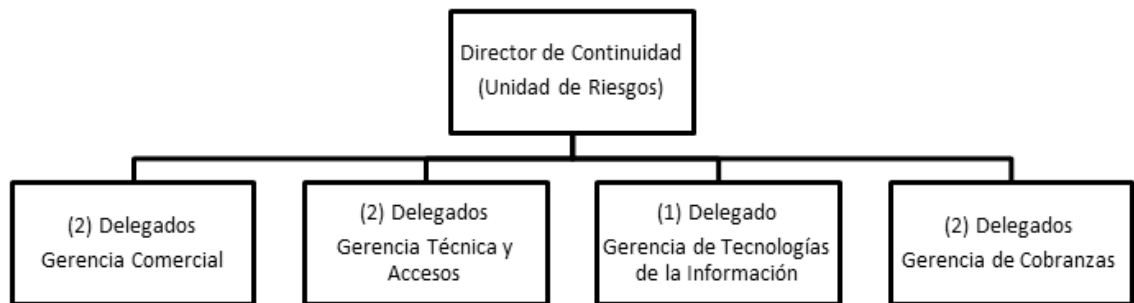 Director de Continuidad
(Unidad de Riesgos)
(2) Delegados
Gerencia Comercial
(2) Delegados
Gerencia Técnica y
Accesos
(1) Delegado
Gerencia de Tecnologías
de la Información
(2) Delegados
Gerencia de Cobranzas